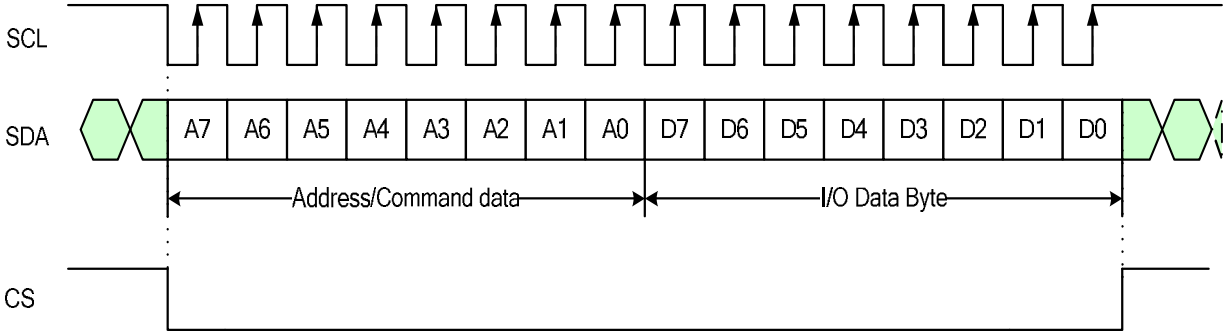 SCL
SDA A7 A6 A5 A4 A3 A2 A1 A0 D7 D6 D5 D4 D3 D2 D1 D0
Address/Command data I/O Data Byte
CS